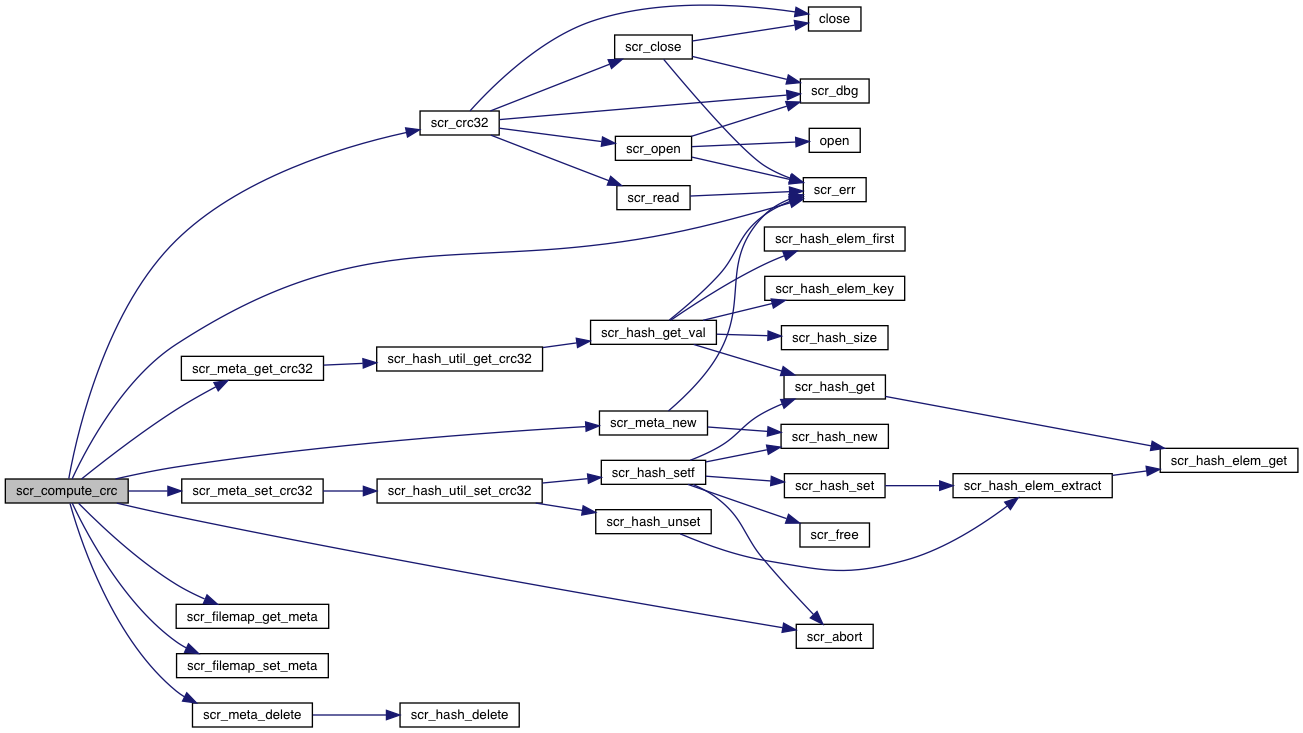 close
scr_close
scr_dbg
scr_crc32
open
scr_open
scr_err
scr_read
scr_hash_elem_first
scr_hash_elem_key
scr_hash_get_val
scr_hash_size
scr_hash_util_get_crc32
scr_meta_get_crc32
scr_hash_get
scr_meta_new
scr_hash_new
scr_hash_elem_get
scr_hash_setf
scr_compute_crc
scr_meta_set_crc32
scr_hash_util_set_crc32
scr_hash_set
scr_hash_elem_extract
scr_hash_unset
scr_free
scr_filemap_get_meta
scr_abort
scr_filemap_set_meta
scr_meta_delete
scr_hash_delete